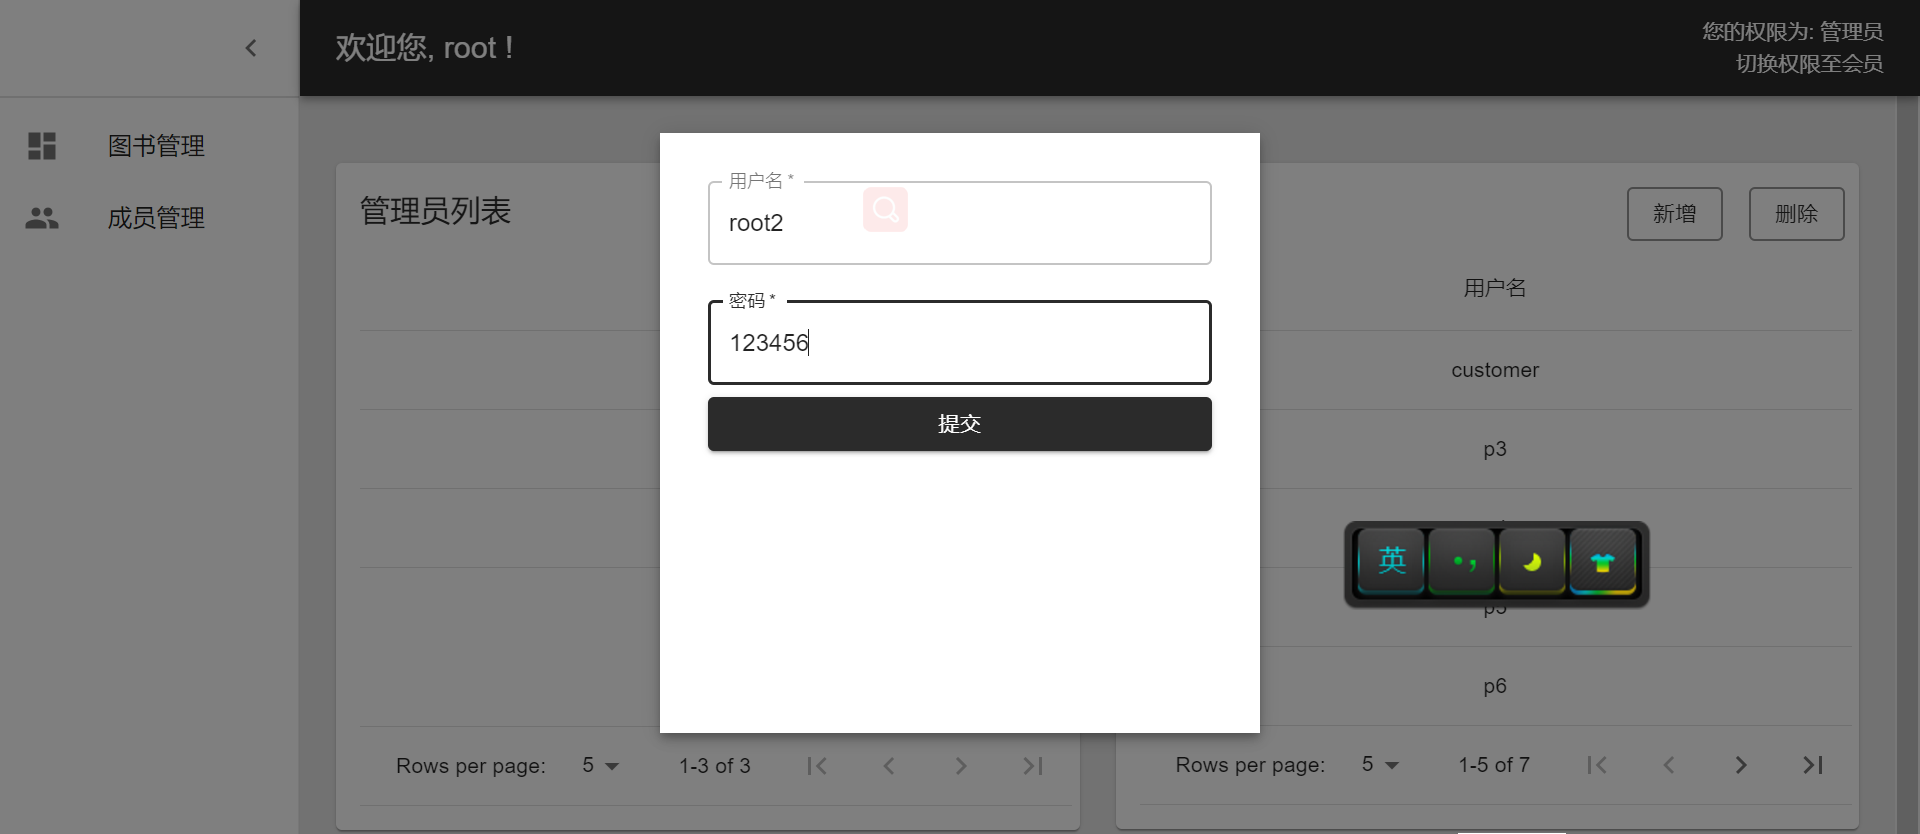 欢迎您, root !
您的权限为: 管理员
切换权限至会员
图书管理
成员管理
管理员列表
用户名 *
root2
密码 *
123456
提交
新增
删除
用户名
customer
p3
英
p5
p6
Rows per page:
5
1-3 of 3
Rows per page:
5
1-5 of 7